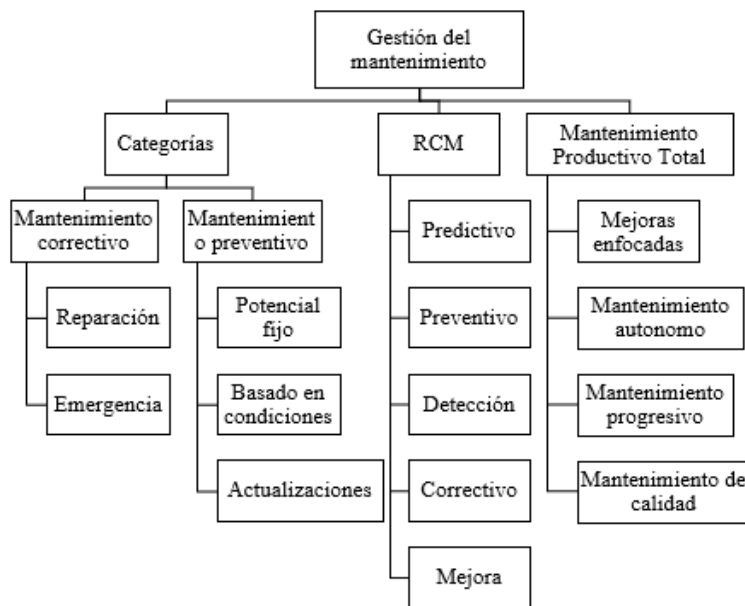 Gestión del
mantenimiento
Categorías
RCM
Mantenimiento
Productivo Total
Mantenimiento
correctivo
Mantenimient
o preventivo
Reparación
Emergencia
Potencial
fijo
Basado en
condiciones
Actualizaciones
Predictivo
Preventivo
Detección
Correctivo
Mejora
Mejoras
enfocadas
Mantenimiento
autonomo
Mantenimiento
progresivo
Mantenimiento de
calidad